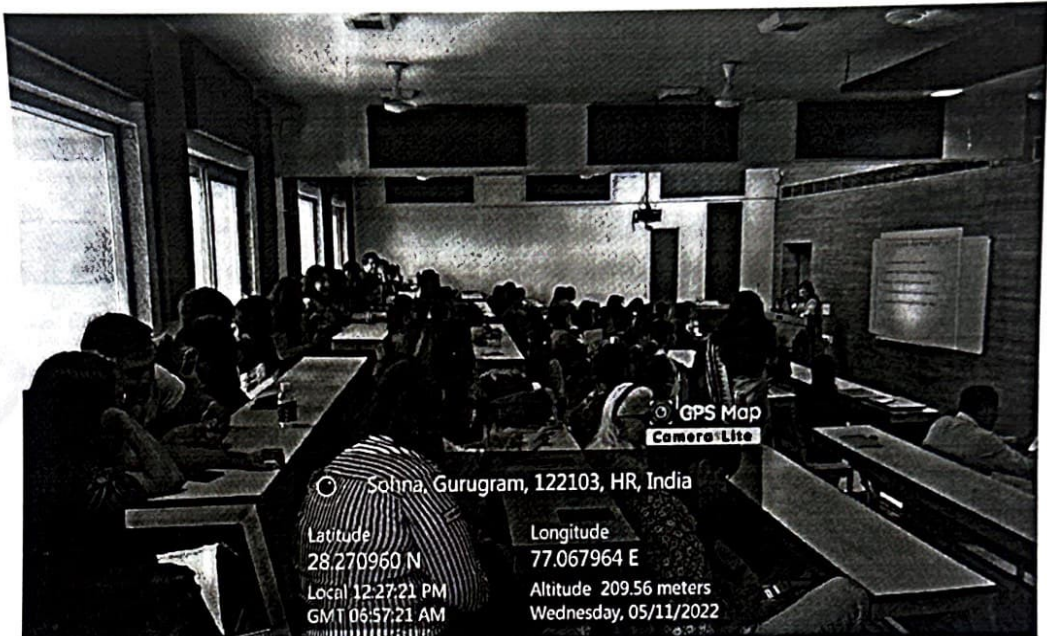 GPS Map
Camera Lite
Sohna, Gurugram, 122103, HR, India
Latitude
28.270960 N
Local 12:27:21 PM
GMT 06:57:21 AM
Longitude
77.067964 E
Altitude 209.56 meters
Wednesday, 05/11/2022